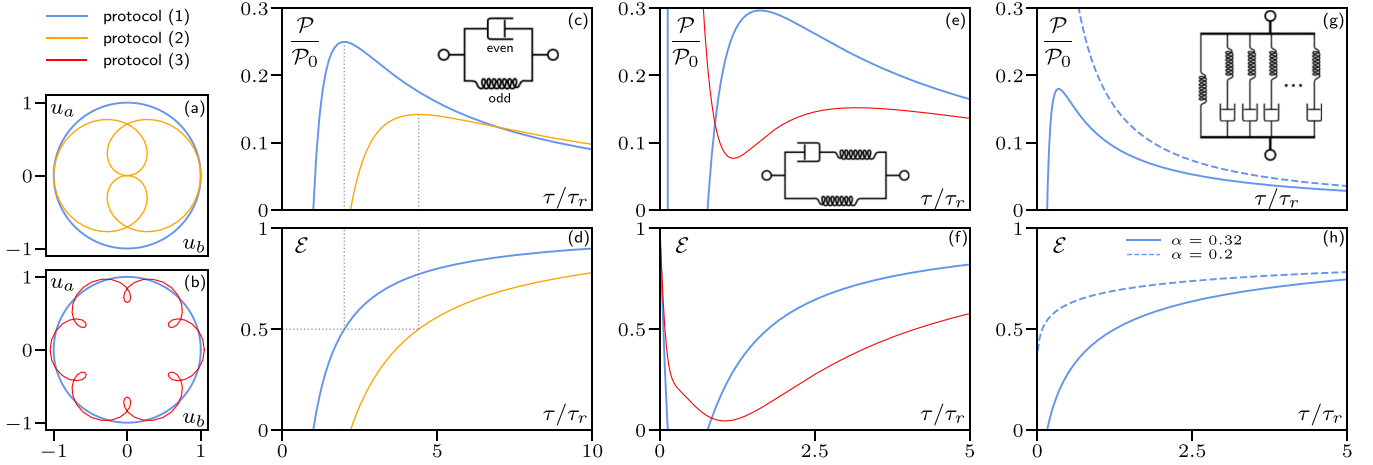 protocol (1)
protocol (2)
protocol (3)
(a)
u_a
1
0
−1
u_b
(b)
u_a
1
0
−1
u_b
−1 0 1
(c)
P/P_0
0.3
0.2
0.1
0
even
odd
τ/τ_r
(d)
ℰ
1
0.5
0
τ/τ_r
0 5 10
(e)
P/P_0
0.3
0.2
0.1
0
τ/τ_r
(f)
ℰ
1
0.5
0
τ/τ_r
0 2.5 5
(g)
P/P_0
0.3
0.2
0.1
0
...
τ/τ_r
(h)
ℰ
α = 0.32
α = 0.2
1
0.5
0
τ/τ_r
0 2.5 5